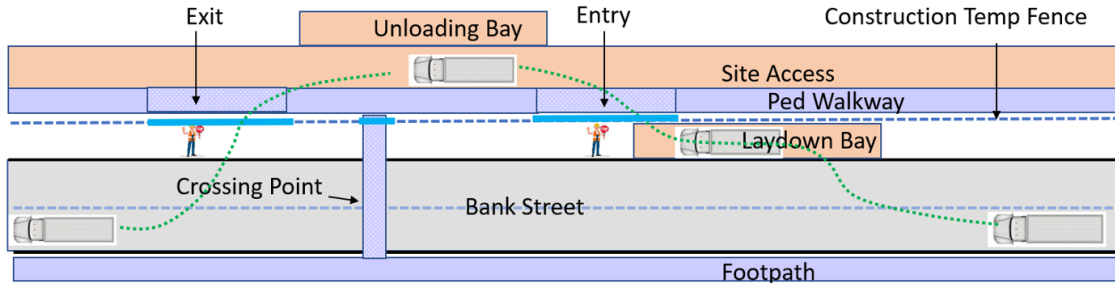 Exit
Unloading Bay
Entry
Construction Temp Fence
Site Access
Ped Walkway
Laydown Bay
Crossing Point
Bank Street
Footpath